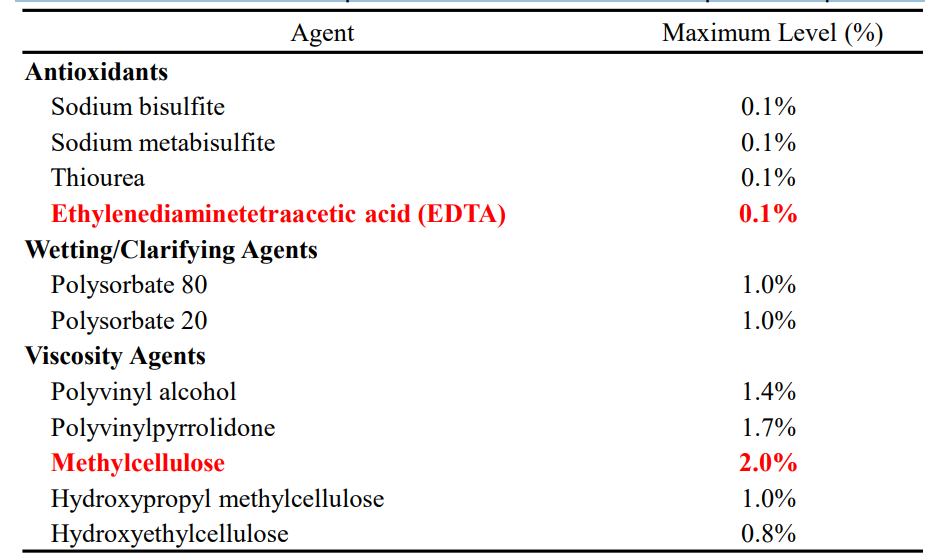 Agent Maximum Level (%)
Antioxidants
Sodium bisulfite 0.1%
Sodium metabisulfite 0.1%
Thiourea 0.1%
Ethylenediaminetetraacetic acid (EDTA) 0.1%
Wetting/Clarifying Agents
Polysorbate 80 1.0%
Polysorbate 20 1.0%
Viscosity Agents
Polyvinyl alcohol 1.4%
Polyvinylpyrrolidone 1.7%
Methylcellulose 2.0%
Hydroxypropyl methylcellulose 1.0%
Hydroxyethylcellulose 0.8%